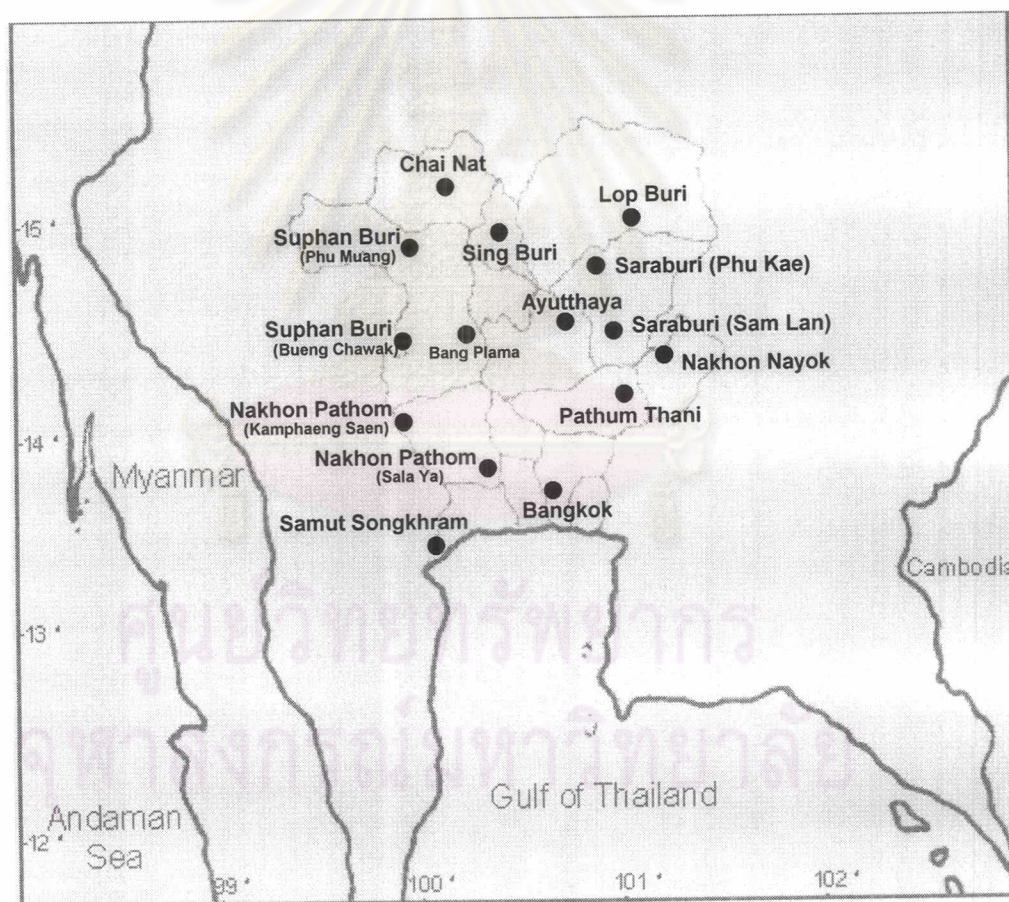 Chai Nat
Lop Buri
-15 '
Suphan Buri
(Phu Muang)
Sing Buri
Saraburi (Phu Kae)
Ayutthaya
Saraburi (Sam Lan)
Suphan Buri
(Bueng Chawak)
Bang Plama
Nakhon Nayok
Nakhon Pathom
(Kamphaeng Saen)
Pathum Thani
-14 '
Myanmar
Nakhon Pathom
(Sala Ya)
Bangkok
Samut Songkhram
Cambodia
-13 '
ศูนย์วิทยทรัพยากร
จุฬาลงกรณ์มหาวิทยาลัย
Gulf of Thailand
Andaman
Sea
-12 '
99 '
100 '
101 '
102 '